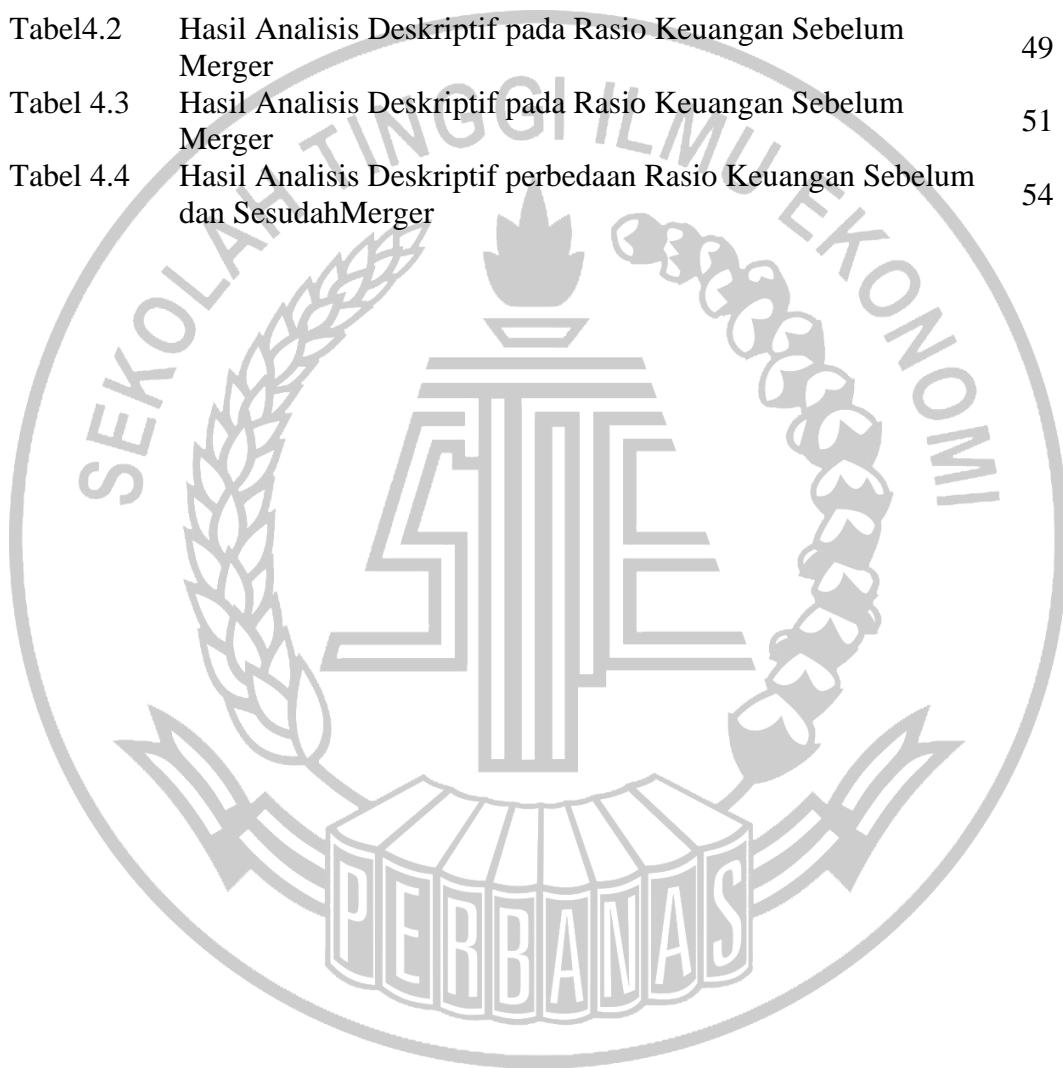 Tabel4.2 Hasil Analisis Deskriptif pada Rasio Keuangan Sebelum
Merger 49
Tabel 4.3 Hasil Analisis Deskriptif pada Rasio Keuangan Sebelum
Merger 51
Tabel 4.4 Hasil Analisis Deskriptif perbedaan Rasio Keuangan Sebelum
dan SesudahMerger 54
SEKOLAH TINGGI ILMU EKONOMI
STIE
PERBANAS